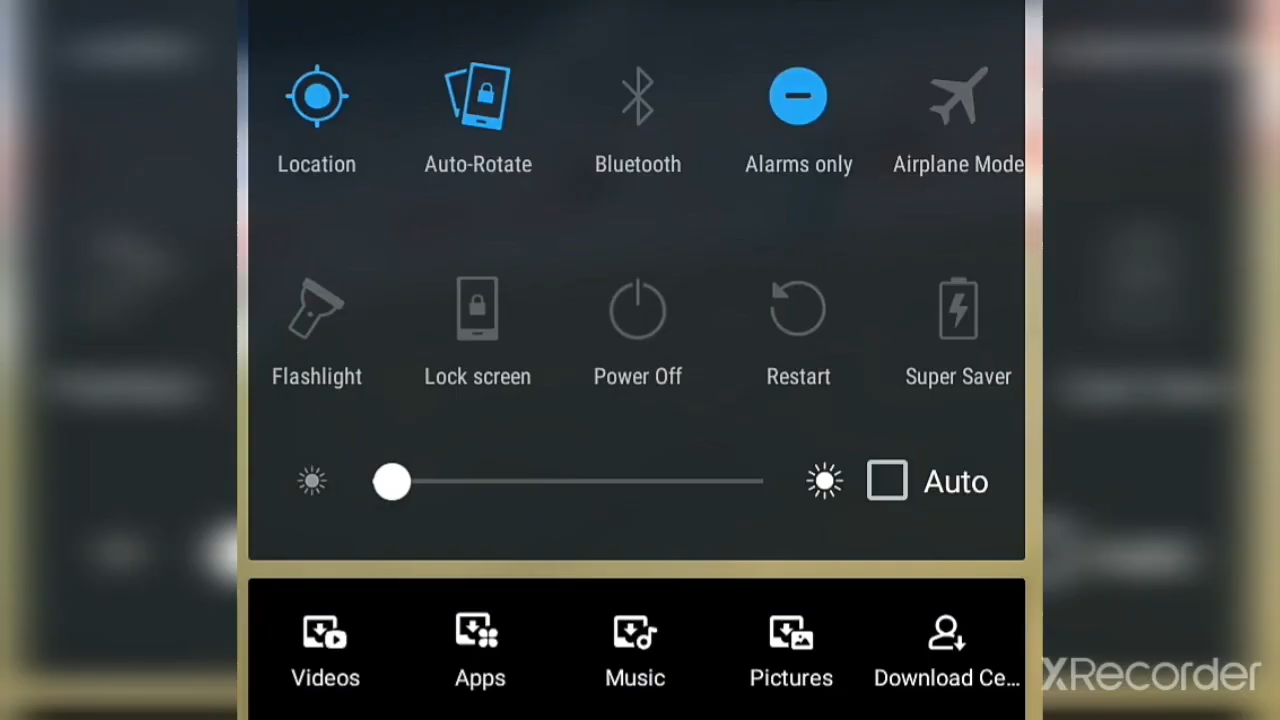 Location Auto-Rotate Bluetooth Alarms only Airplane Mode
Flashlight Lock screen Power Off Restart Super Saver
Auto
Videos Apps Music Pictures Download Ce...
XRecorder